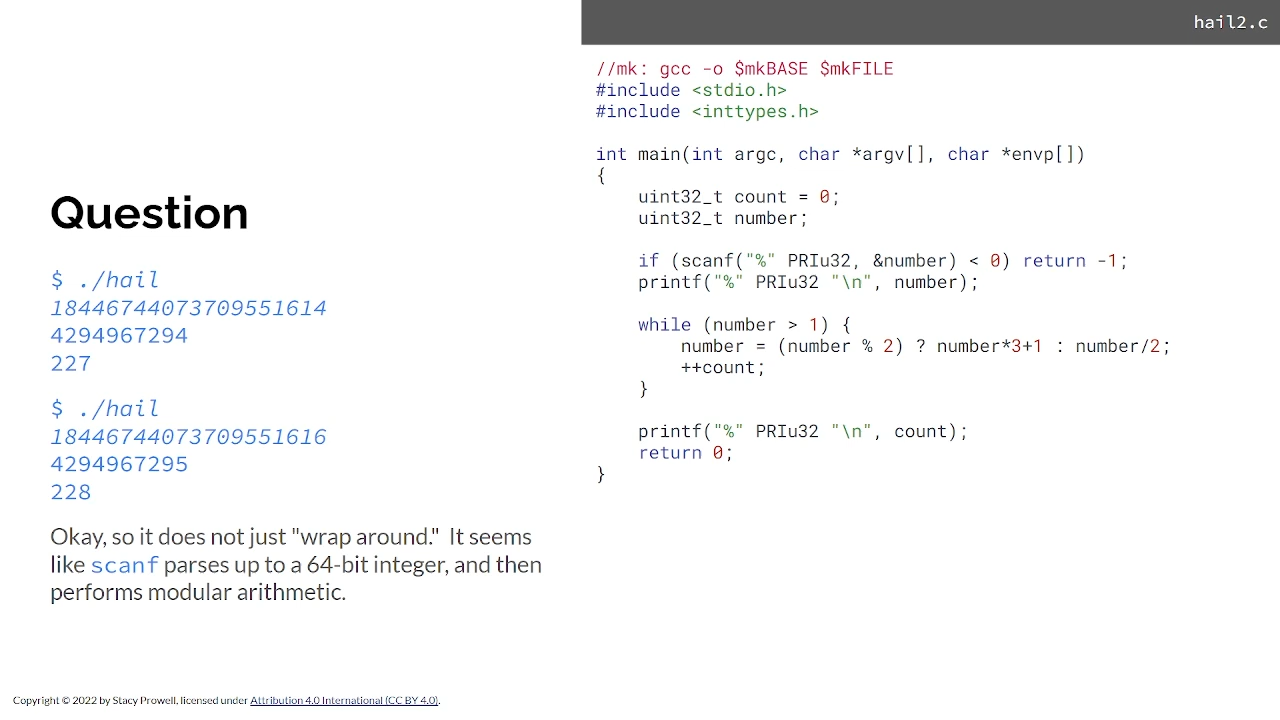 hail2.c
Question
$ ./hail
18446744073709551614
4294967294
227
$ ./hail
18446744073709551616
4294967295
228
Okay, so it does not just "wrap around."  It seems
like scanf parses up to a 64-bit integer, and then
performs modular arithmetic.
//mk: gcc -o $mkBASE $mkFILE
#include <stdio.h>
#include <inttypes.h>
int main(int argc, char *argv[], char *envp[])
{
    uint32_t count = 0;
    uint32_t number;
    if (scanf("%" PRIu32, &number) < 0) return -1;
    printf("%" PRIu32 "\n", number);
    while (number > 1) {
        number = (number % 2) ? number*3+1 : number/2;
        ++count;
    }
    printf("%" PRIu32 "\n", count);
    return 0;
}
Copyright © 2022 by Stacy Prowell, licensed under Attribution 4.0 International (CC BY 4.0).